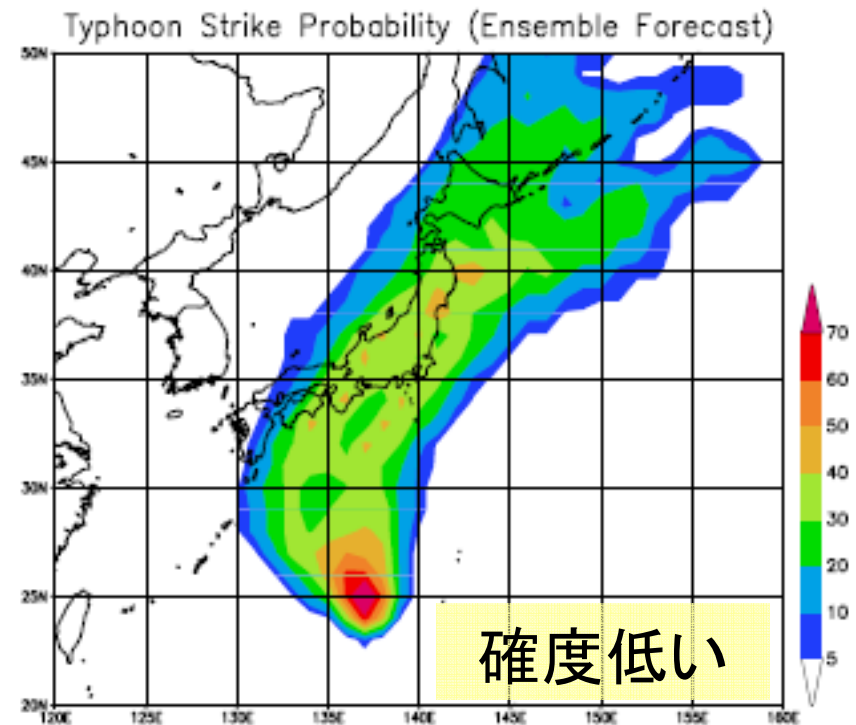 Typhoon Strike Probability (Ensemble Forecast)
50N
45N
40N
35N
30N
25N
20N
120E 125E 130E 135E 140E 145E 150E 155E 160E
70
60
50
40
30
20
10
5
確度低い